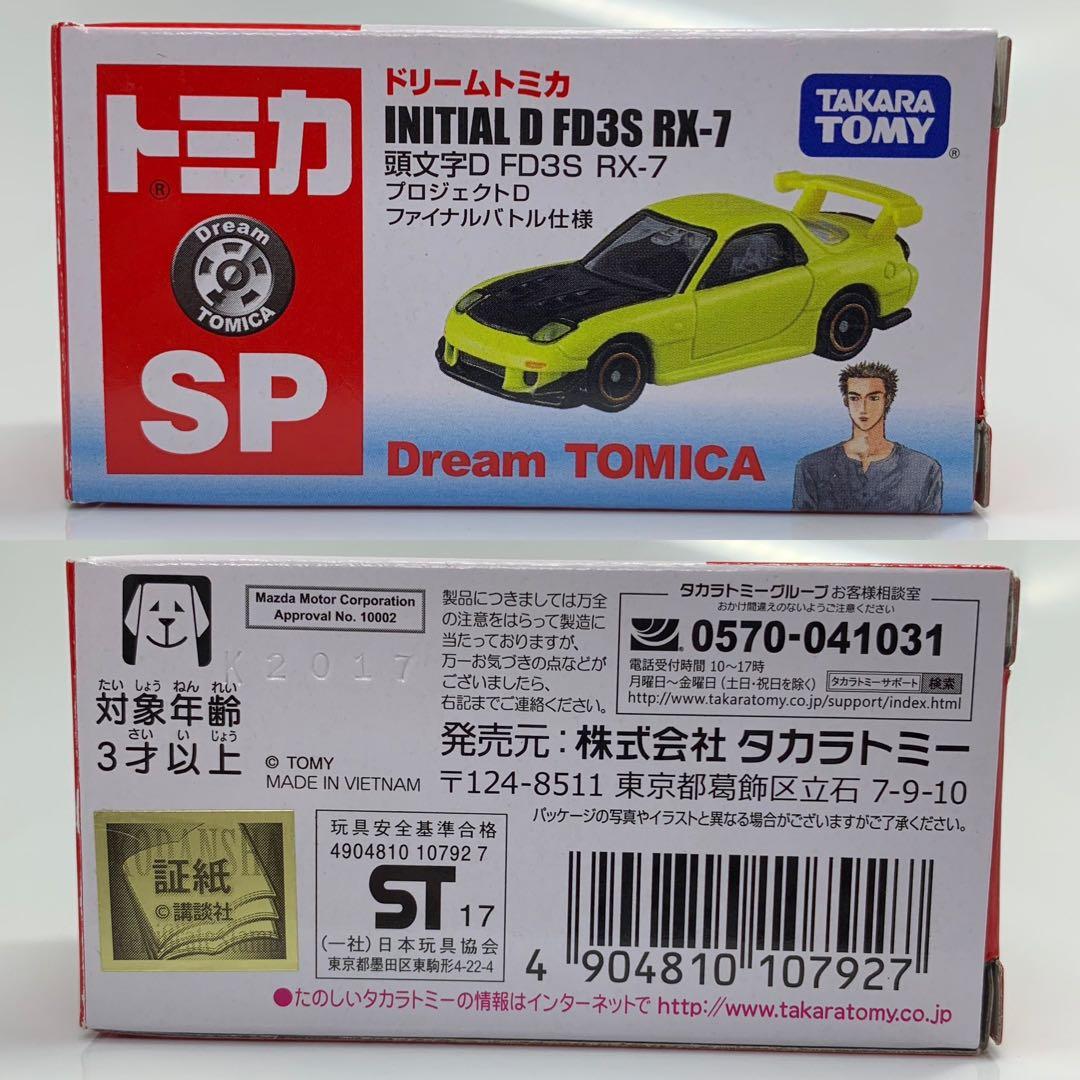 トミカ
®
Dream
TOMICA
SP
ドリームトミカ
INITIAL D FD3S RX-7
頭文字D FD3S RX-7
プロジェクトD
ファイナルバトル仕様
TAKARA
TOMY
®
Dream TOMICA
Mazda Motor Corporation
Approval No. 10002
K2017
たいしょうねんれい
対象年齢
さいいじょう
3才以上
© TOMY
MADE IN VIETNAM
製品につきましては万全
の注意をはらって製造に
当たっておりますが、
万一お気づきの点などが
ございましたら、
右記までご連絡ください。
タカラトミーグループ お客様相談室
おかけ間違えのないようご注意ください
0570-041031
電話受付時間 10〜17時
月曜日〜金曜日 (土・日・祝日を除く) タカラトミーサポート 検索
http://www.takaratomy.co.jp/support/index.html
発売元：株式会社 タカラトミー
〒124-8511 東京都葛飾区立石 7-9-10
パッケージの写真やイラストと異なる場合がございますがご了承ください。
証紙
©講談社
玩具安全基準合格
4904810 10792 7
ST 17
(一社)日本玩具協会
東京都墨田区東駒形4-22-4
4 904810 107927
●たのしいタカラトミーの情報はインターネットで http://www.takaratomy.co.jp